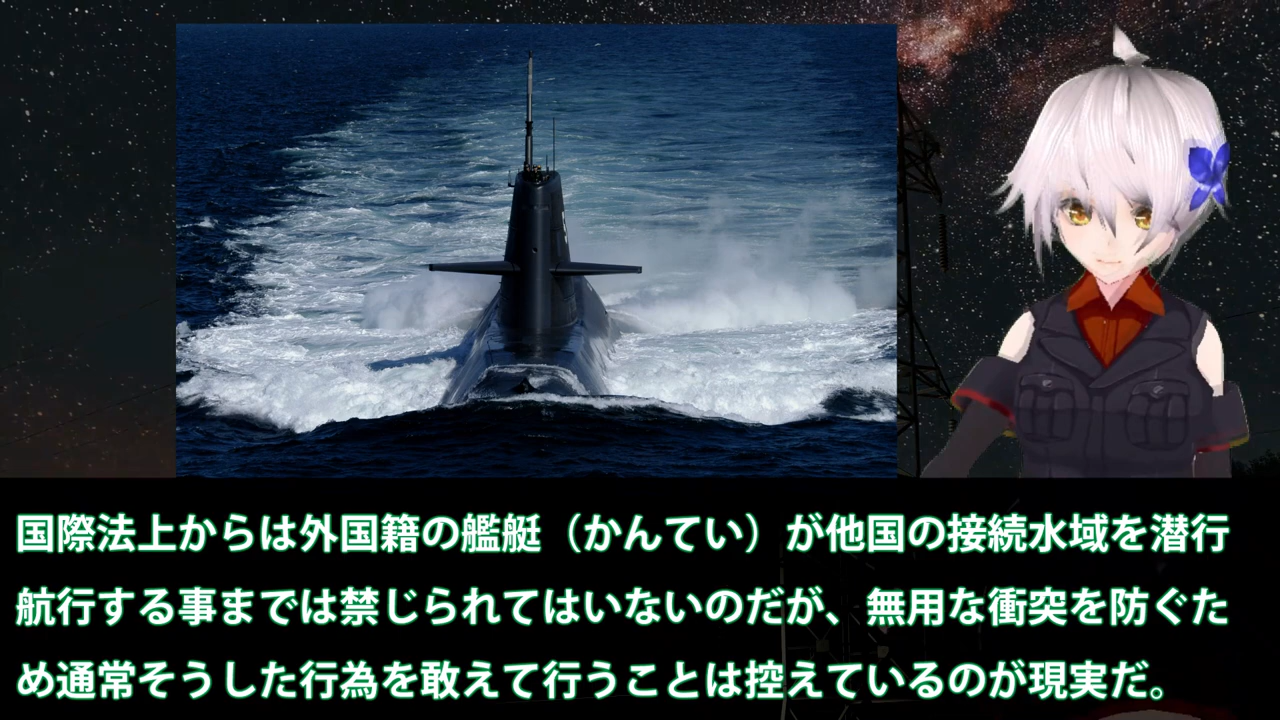 国際法上からは外国籍の艦艇（かんてい）が他国の接続水域を潜行
航行する事までは禁じられてはいないのだが、無用な衝突を防ぐた
め通常そうした行為を敢えて行うことは控えているのが現実だ。